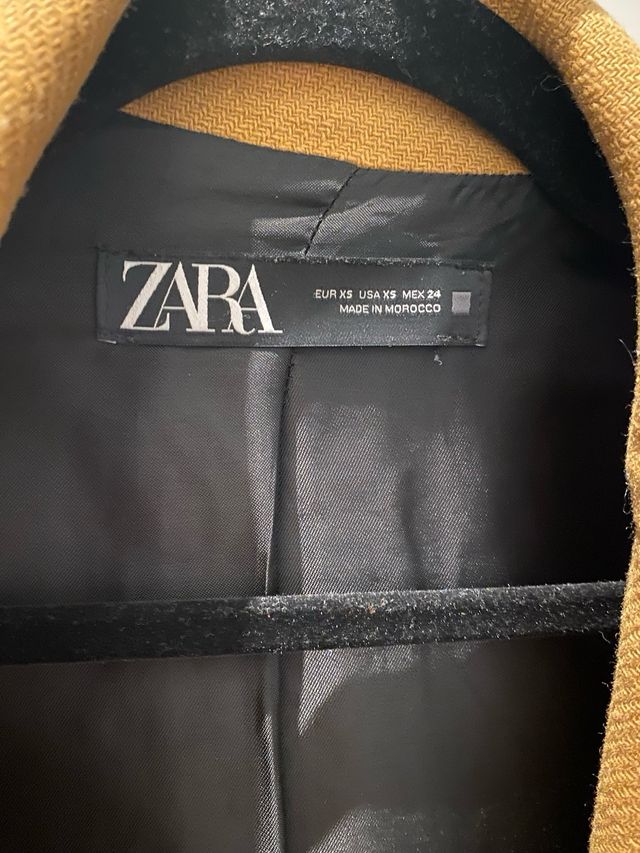 ZARA
EUR XS USA XS MEX 24
MADE IN MOROCCO